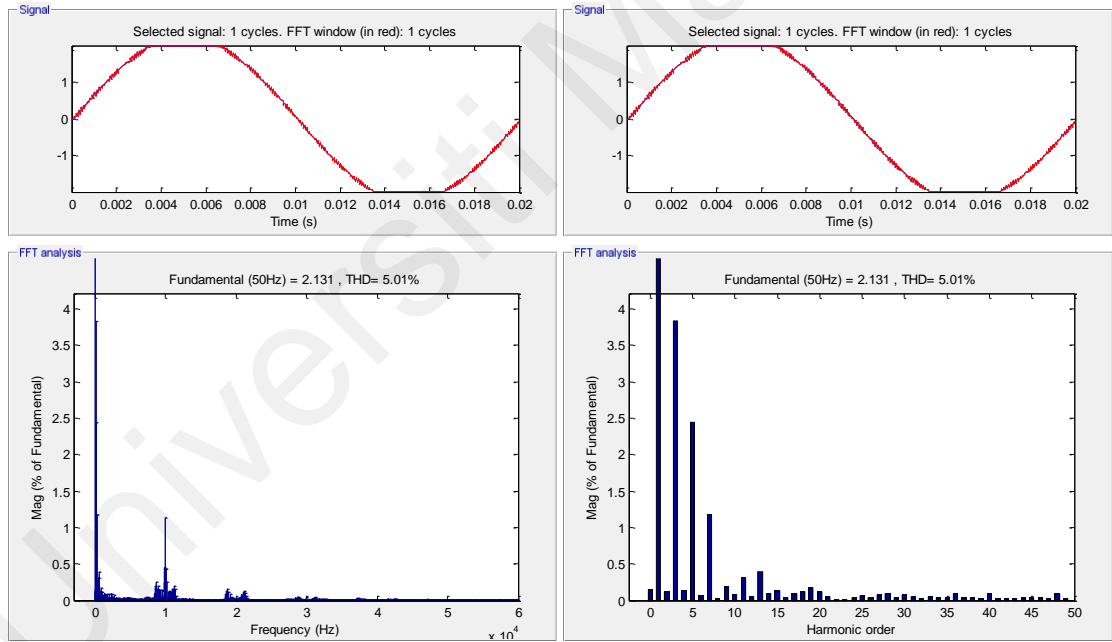 Signal
Selected signal: 1 cycles. FFT window (in red): 1 cycles
1
0
-1
0 0.002 0.004 0.006 0.008 0.01 0.012 0.014 0.016 0.018 0.02
Time (s)
Signal
Selected signal: 1 cycles. FFT window (in red): 1 cycles
1
0
-1
0 0.002 0.004 0.006 0.008 0.01 0.012 0.014 0.016 0.018 0.02
Time (s)
FFT analysis
Fundamental (50Hz) = 2.131 , THD= 5.01%
Mag (% of Fundamental)
4
3.5
3
2.5
2
1.5
1
0.5
0
0 1 2 3 4 5 6
Frequency (Hz)
x 10^4
FFT analysis
Fundamental (50Hz) = 2.131 , THD= 5.01%
Mag (% of Fundamental)
4
3.5
3
2.5
2
1.5
1
0.5
0
0 5 10 15 20 25 30 35 40 45 50
Harmonic order
Universiti